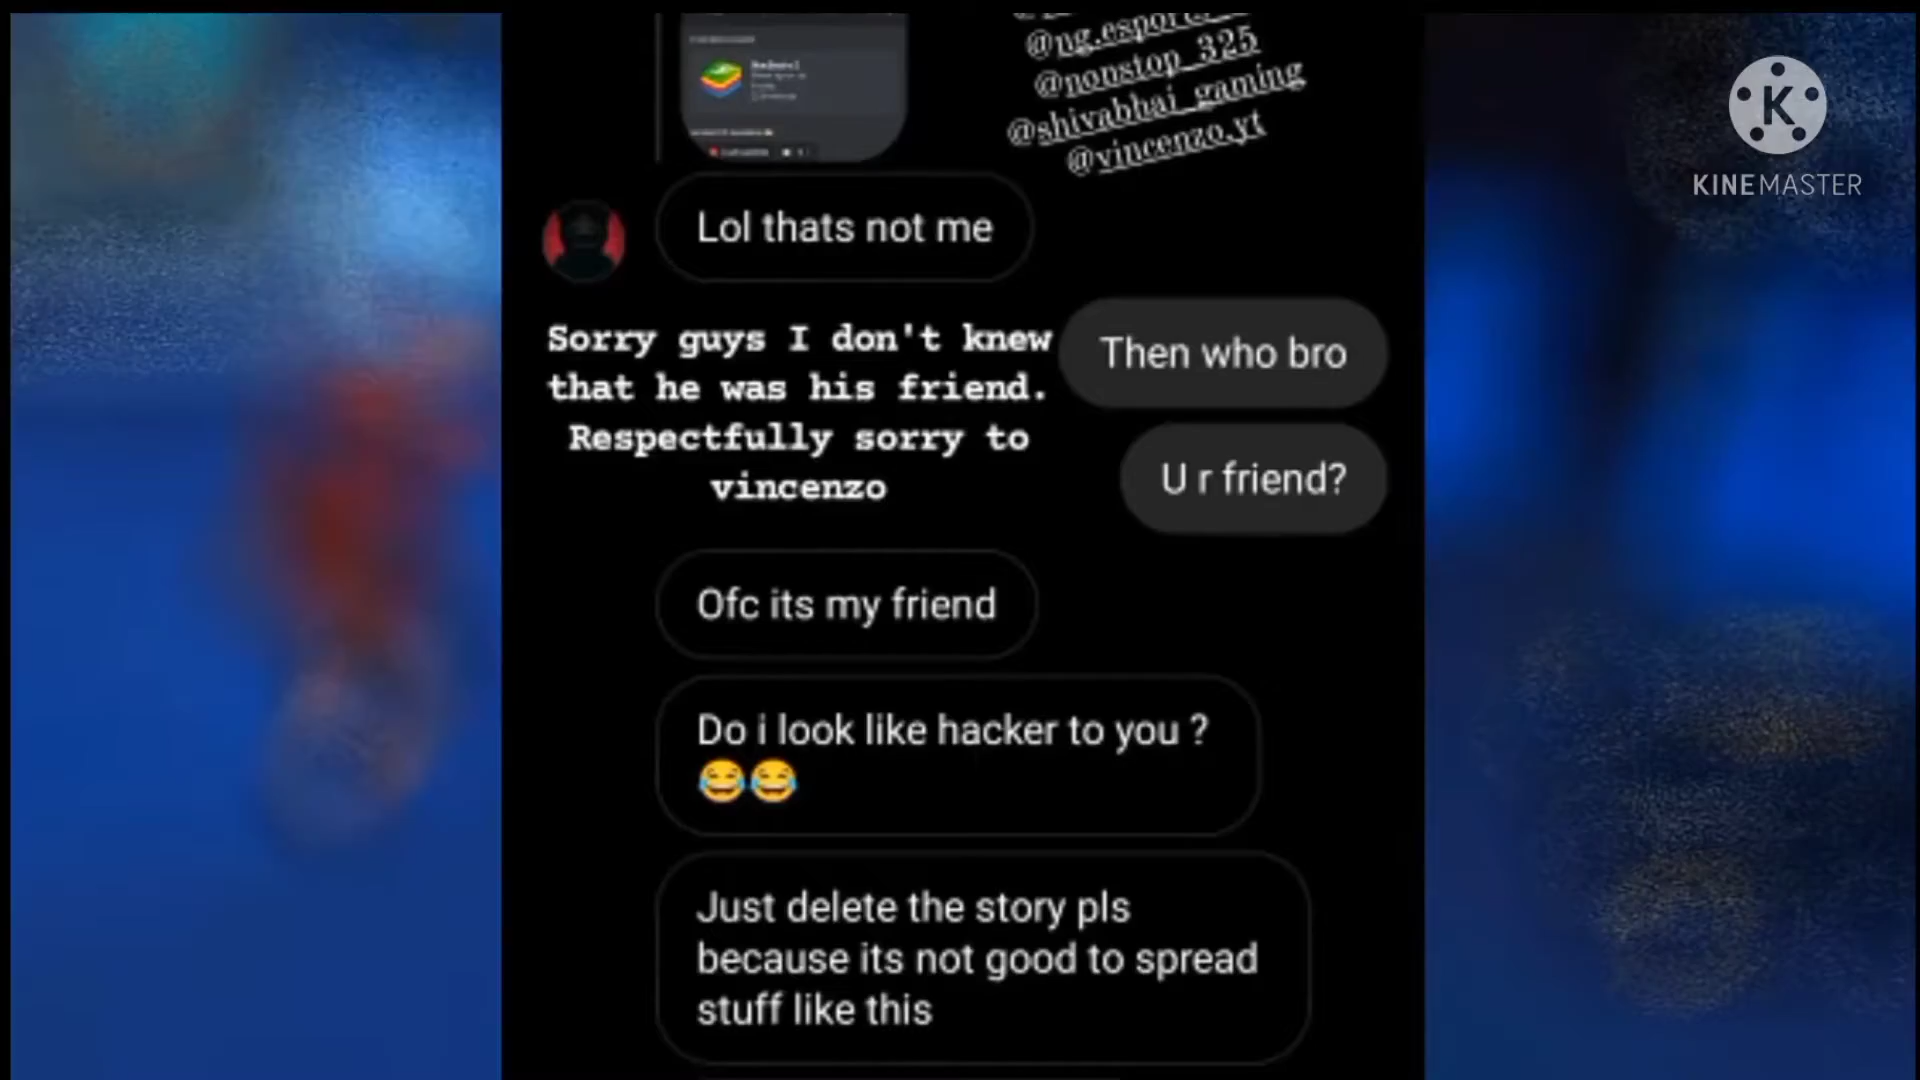 @ng.esports
@nonstop_325
@shivabhai_gaming
@vincenzo.yt
KINEMASTER
Lol thats not me
Sorry guys I don't knew
that he was his friend.
Respectfully sorry to
vincenzo
Then who bro
U r friend?
Ofc its my friend
Do i look like hacker to you ?
😂😂
Just delete the story pls
because its not good to spread
stuff like this